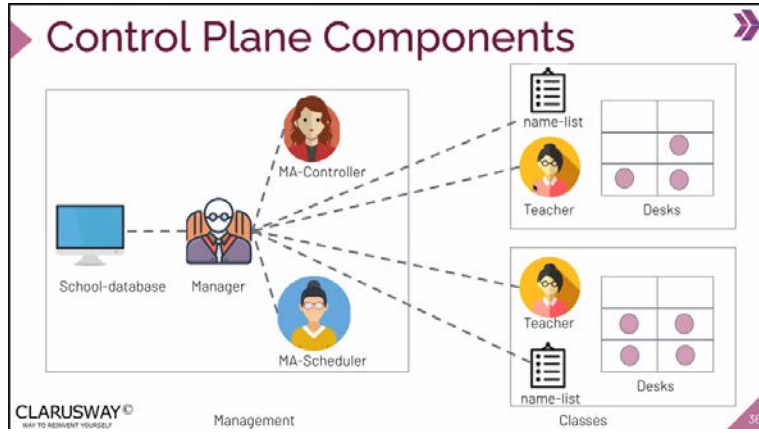 Control Plane Components
MA-Controller
School-database
Manager
MA-Scheduler
name-list
Teacher
Desks
Teacher
name-list
Desks
CLARUSWAY©
WAY TO REINVENT YOURSELF
Management
Classes
36